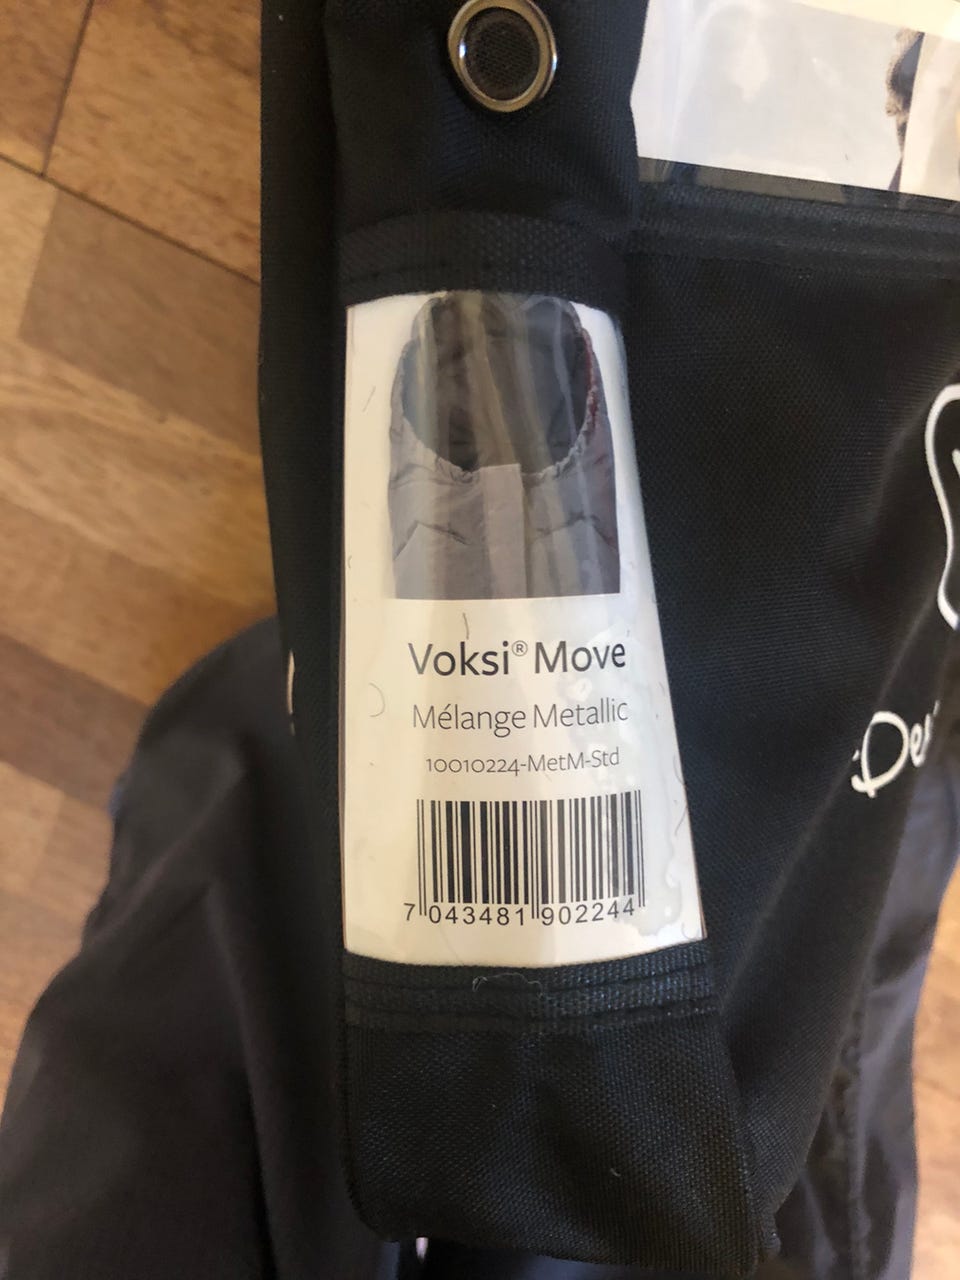 Voksi® Move
Mélange Metallic
10010224-MetM-Std
7 043481 902244